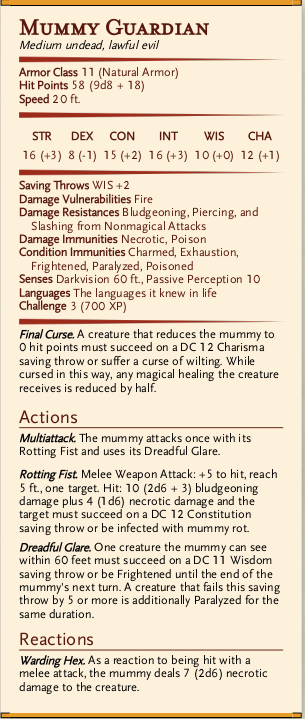 Mummy Guardian
Medium undead, lawful evil
Armor Class 11 (Natural Armor)
Hit Points 58 (9d8 + 18)
Speed 20 ft.
STR DEX CON INT WIS CHA
16 (+3) 8 (-1) 15 (+2) 16 (+3) 10 (+0) 12 (+1)
Saving Throws WIS +2
Damage Vulnerabilities Fire
Damage Resistances Bludgeoning, Piercing, and
Slashing from Nonmagical Attacks
Damage Immunities Necrotic, Poison
Condition Immunities Charmed, Exhaustion,
Frightened, Paralyzed, Poisoned
Senses Darkvision 60 ft., Passive Perception 10
Languages The languages it knew in life
Challenge 3 (700 XP)
Final Curse. A creature that reduces the mummy to
0 hit points must succeed on a DC 12 Charisma
saving throw or suffer a curse of wilting. While
cursed in this way, any magical healing the creature
receives is reduced by half.
Actions
Multiattack. The mummy attacks once with its
Rotting Fist and uses its Dreadful Glare.
Rotting Fist. Melee Weapon Attack: +5 to hit, reach
5 ft., one target. Hit: 10 (2d6 + 3) bludgeoning
damage plus 4 (1d6) necrotic damage and the
target must succeed on a DC 12 Constitution
saving throw or be infected with mummy rot.
Dreadful Glare. One creature the mummy can see
within 60 feet must succeed on a DC 11 Wisdom
saving throw or be Frightened until the end of the
mummy's next turn. A creature that fails this saving
throw by 5 or more is additionally Paralyzed for the
same duration.
Reactions
Warding Hex. As a reaction to being hit with a
melee attack, the mummy deals 7 (2d6) necrotic
damage to the creature.